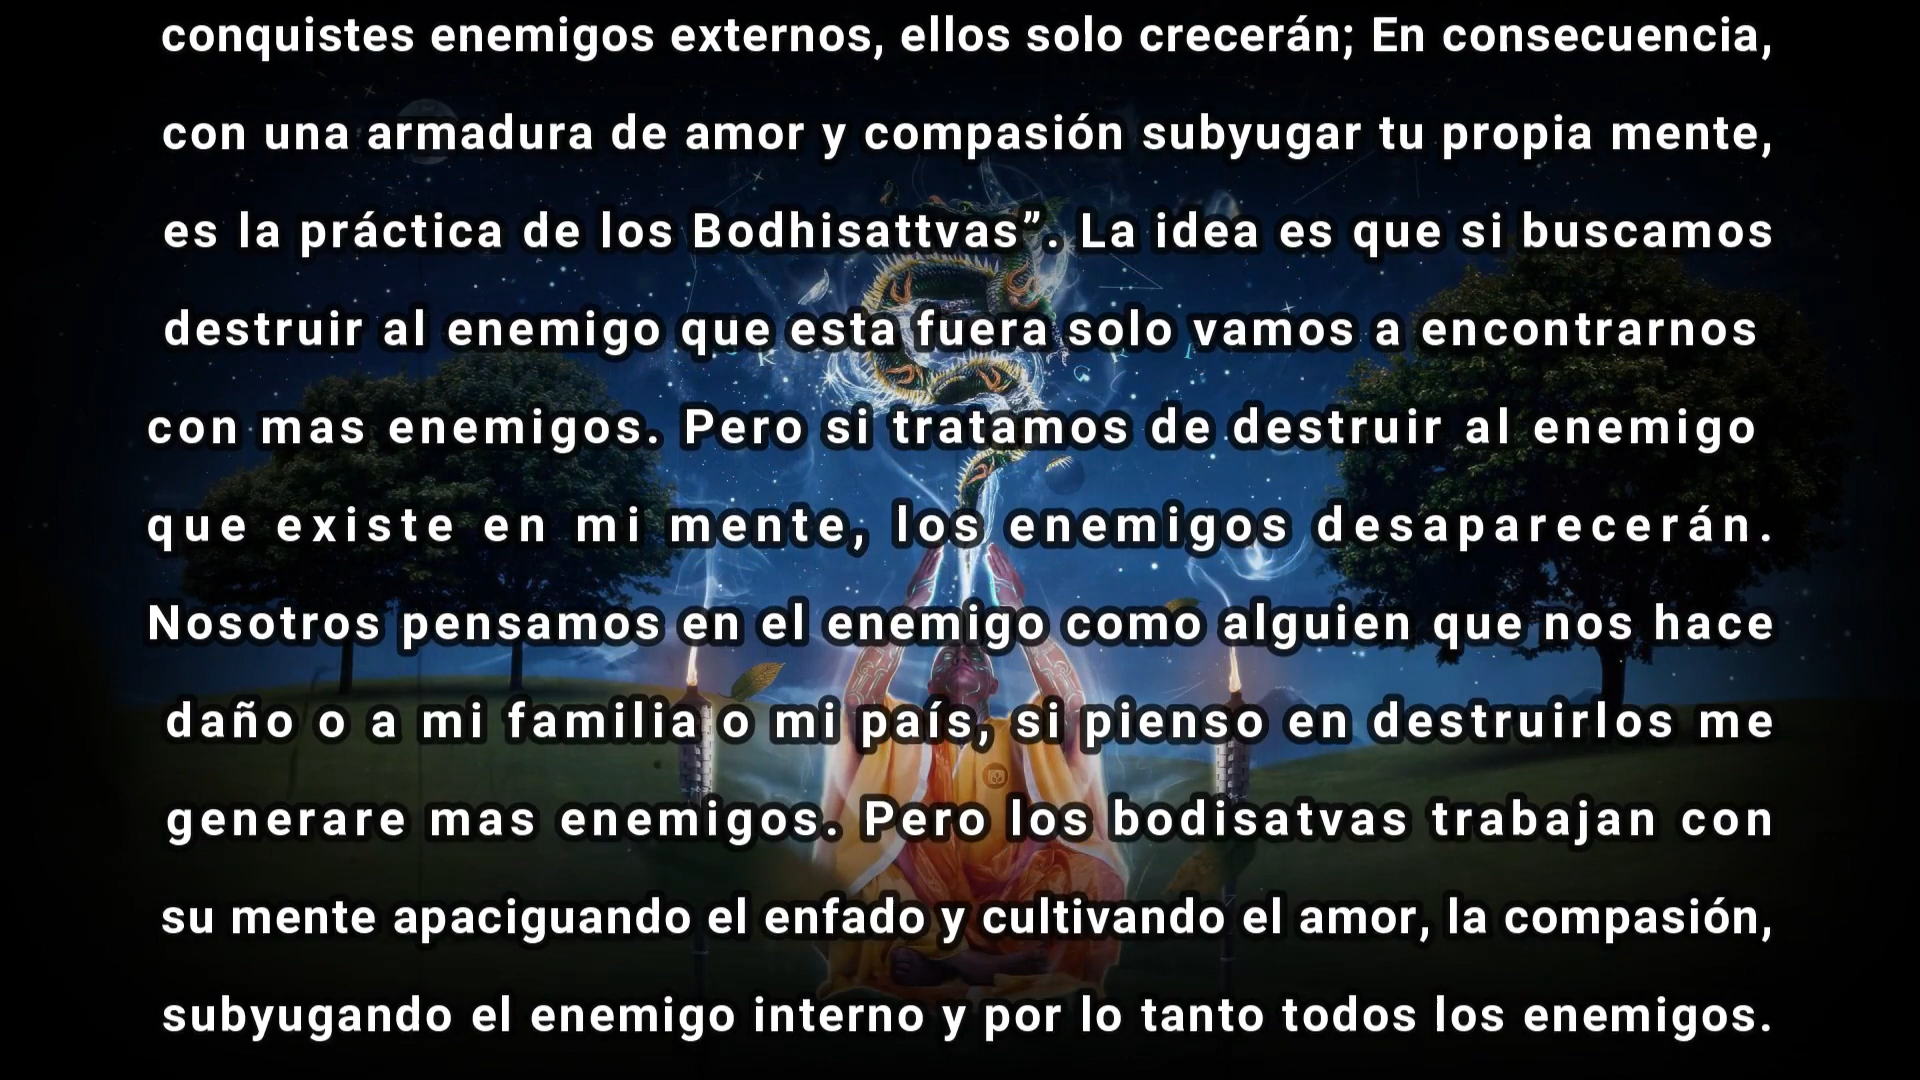 conquistes enemigos externos, ellos solo crecerán; En consecuencia,
con una armadura de amor y compasión subyugar tu propia mente,
es la práctica de los Bodhisattvas”. La idea es que si buscamos
destruir al enemigo que esta fuera solo vamos a encontrarnos
con mas enemigos. Pero si tratamos de destruir al enemigo
que existe en mi mente, los enemigos desaparecerán.
Nosotros pensamos en el enemigo como alguien que nos hace
daño o a mi familia o mi país, si pienso en destruirlos me
generare mas enemigos. Pero los bodisatvas trabajan con
su mente apaciguando el enfado y cultivando el amor, la compasión,
subyugando el enemigo interno y por lo tanto todos los enemigos.